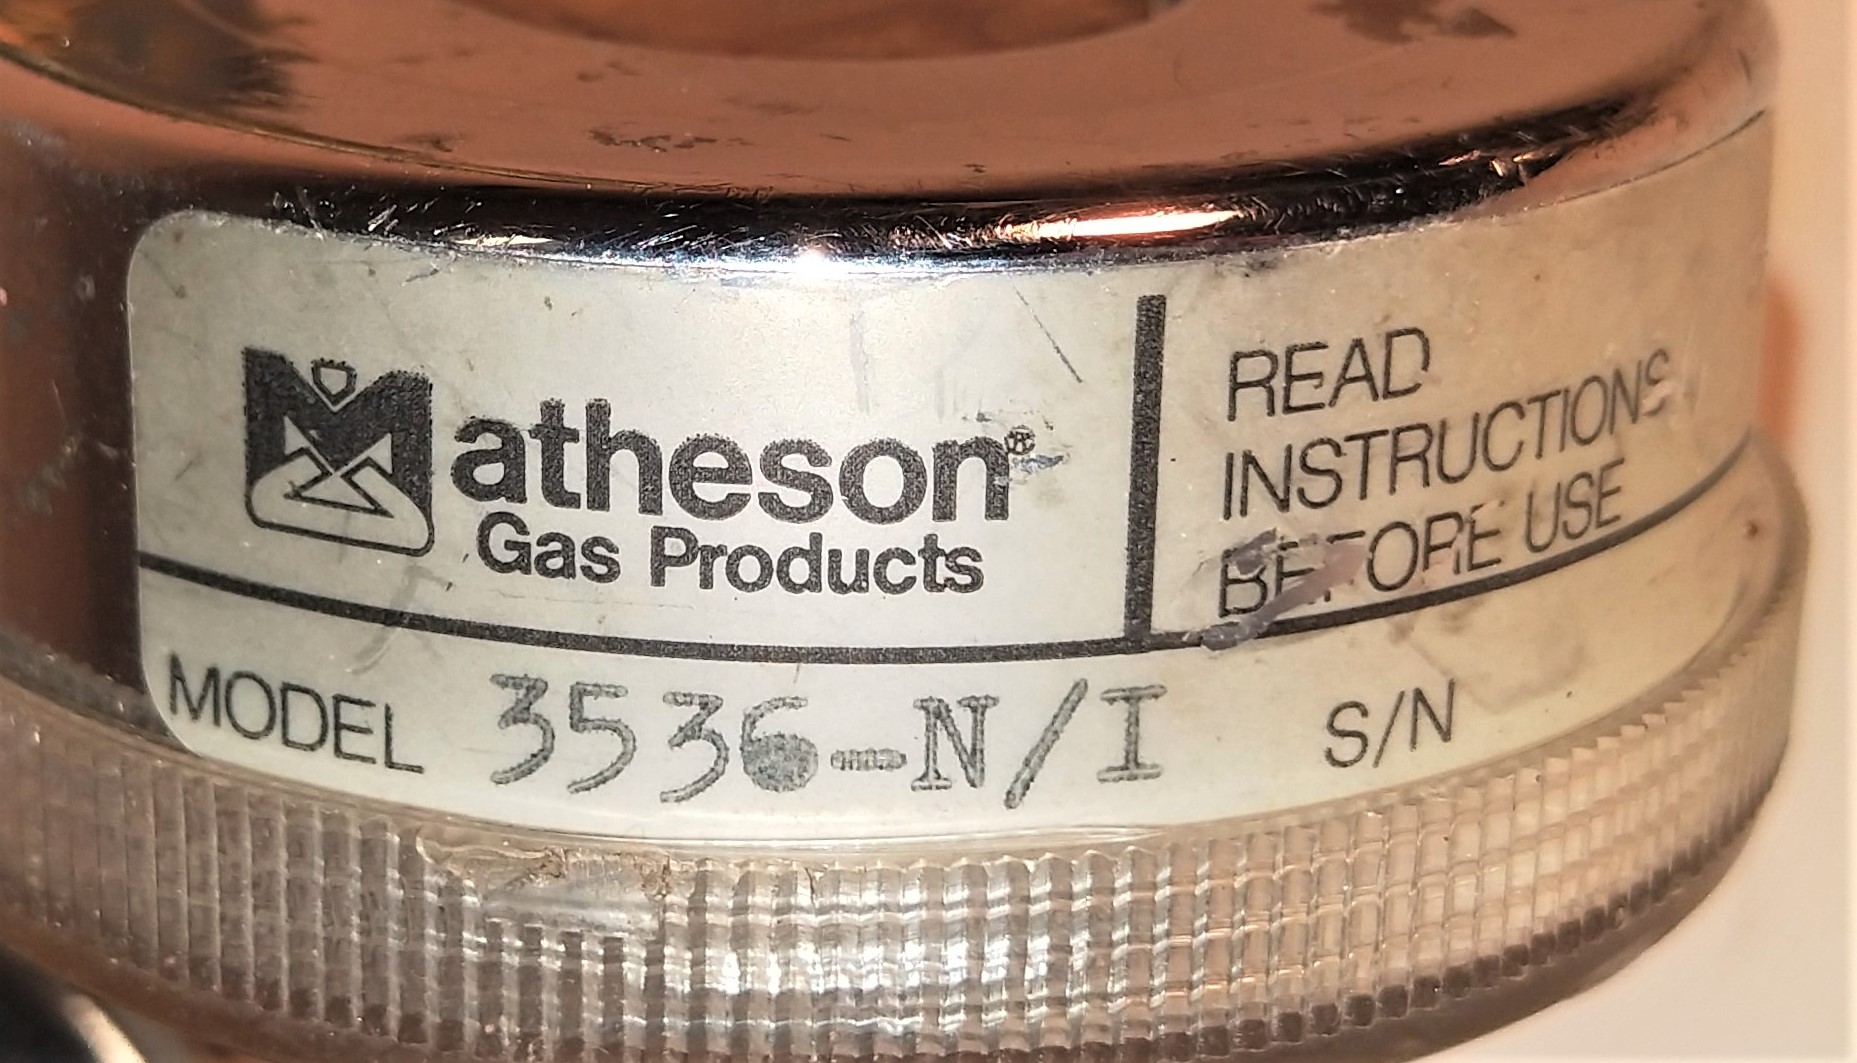 Matheson®
Gas Products
READ
INSTRUCTIONS
BEFORE USE
MODEL 3536-N/I S/N